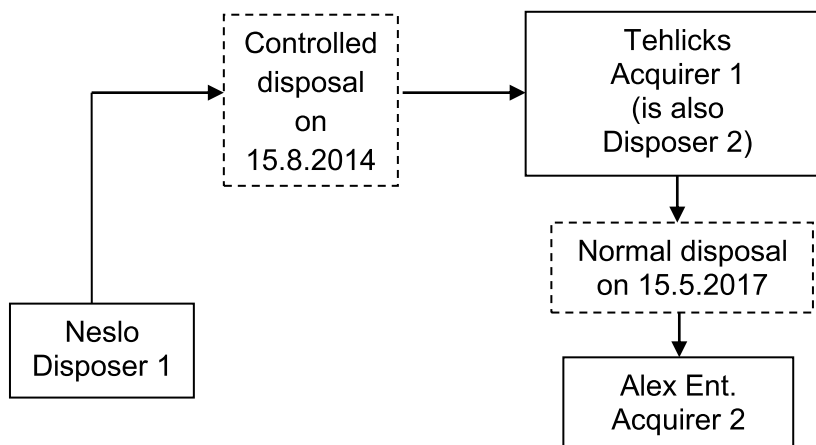 Controlled
disposal
on
15.8.2014
Tehlicks
Acquirer 1
(is also
Disposer 2)
Normal disposal
on 15.5.2017
Neslo
Disposer 1
Alex Ent.
Acquirer 2